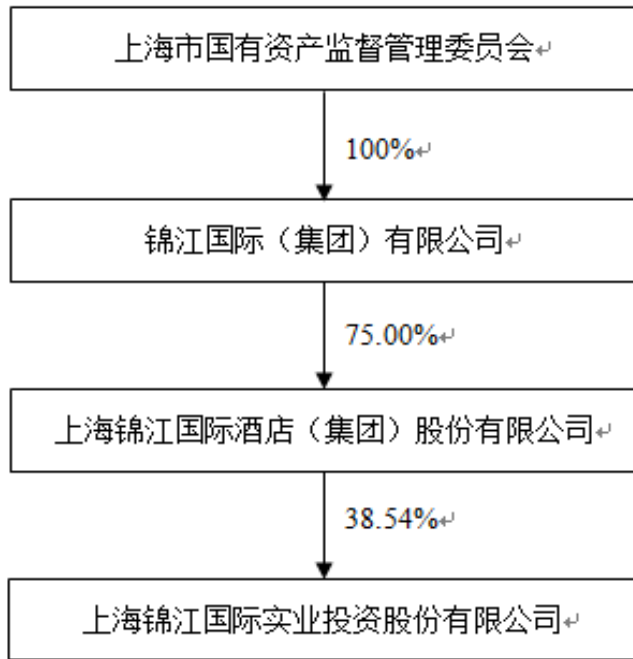 上海市国有资产监督管理委员会↵
100%↵
锦江国际（集团）有限公司↵
75.00%↵
上海锦江国际酒店（集团）股份有限公司↵
38.54%↵
上海锦江国际实业投资股份有限公司↵